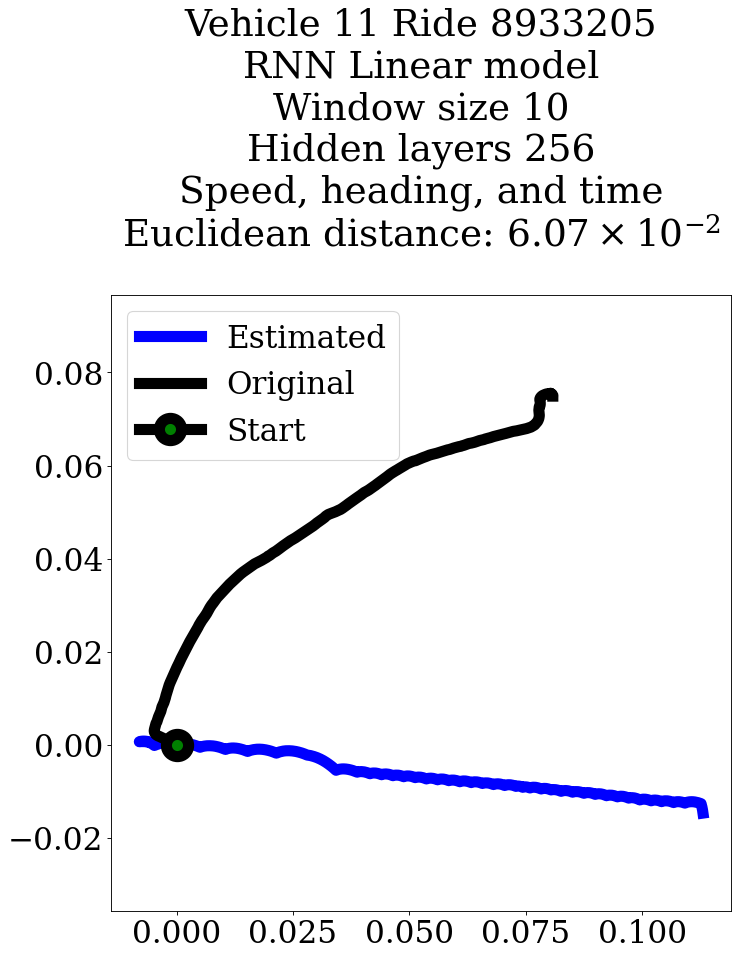 Vehicle 11 Ride 8933205
RNN Linear model
Window size 10
Hidden layers 256
Speed, heading, and time
Euclidean distance: 6.07 × 10⁻²
Estimated
Original
Start
0.08
0.06
0.04
0.02
0.00
−0.02
0.000 0.025 0.050 0.075 0.100